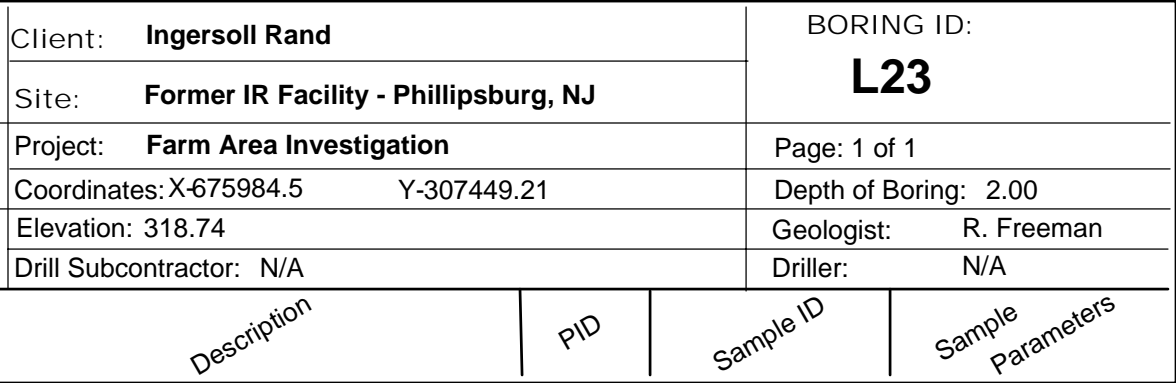 Client: Ingersoll Rand
BORING ID:
L23
Site: Former IR Facility - Phillipsburg, NJ
Project: Farm Area Investigation
Page: 1 of 1
Coordinates: X-675984.5 Y-307449.21
Depth of Boring: 2.00
Elevation: 318.74
Geologist: R. Freeman
Drill Subcontractor: N/A
Driller: N/A
Description
PID
Sample ID
Sample
Parameters